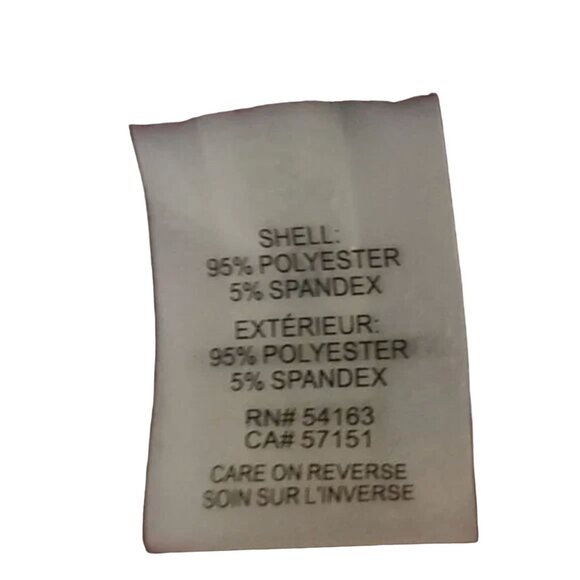 SHELL:
95% POLYESTER
5% SPANDEX
EXTÉRIEUR:
95% POLYESTER
5% SPANDEX
RN# 54163
CA# 57151
CARE ON REVERSE
SOIN SUR L'INVERSE